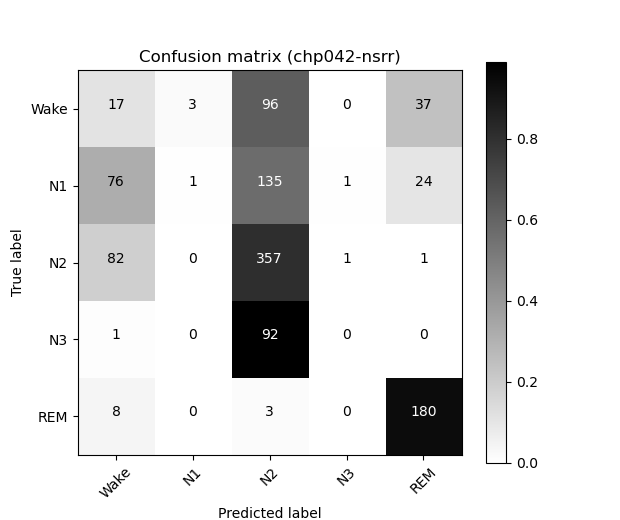 Confusion matrix (chp042-nsrr)
Wake 17 3 96 0 37
N1 76 1 135 1 24
N2 82 0 357 1 1
N3 1 0 92 0 0
REM 8 0 3 0 180
Wake N1 N2 N3 REM
Predicted label
True label
0.8
0.6
0.4
0.2
0.0